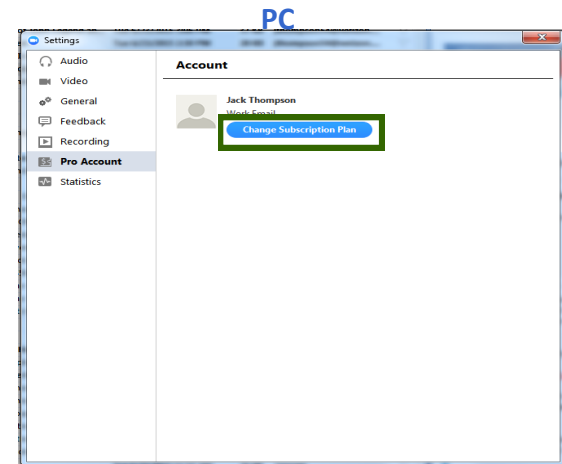 PC
Settings
Audio
Account
Video
General
Jack Thompson
Work Email
Feedback
Change Subscription Plan
Recording
Pro Account
Statistics